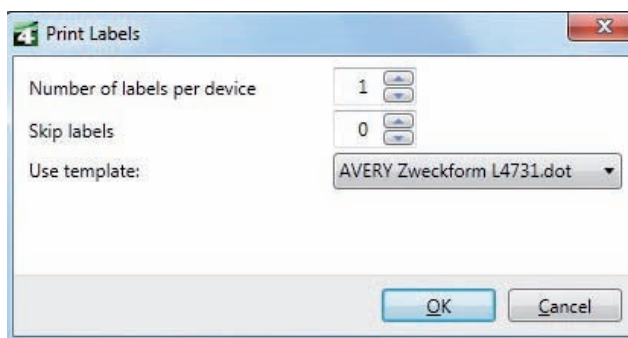 4 Print Labels
Number of labels per device 1
Skip labels 0
Use template: AVERY Zweckform L4731.dot
OK Cancel